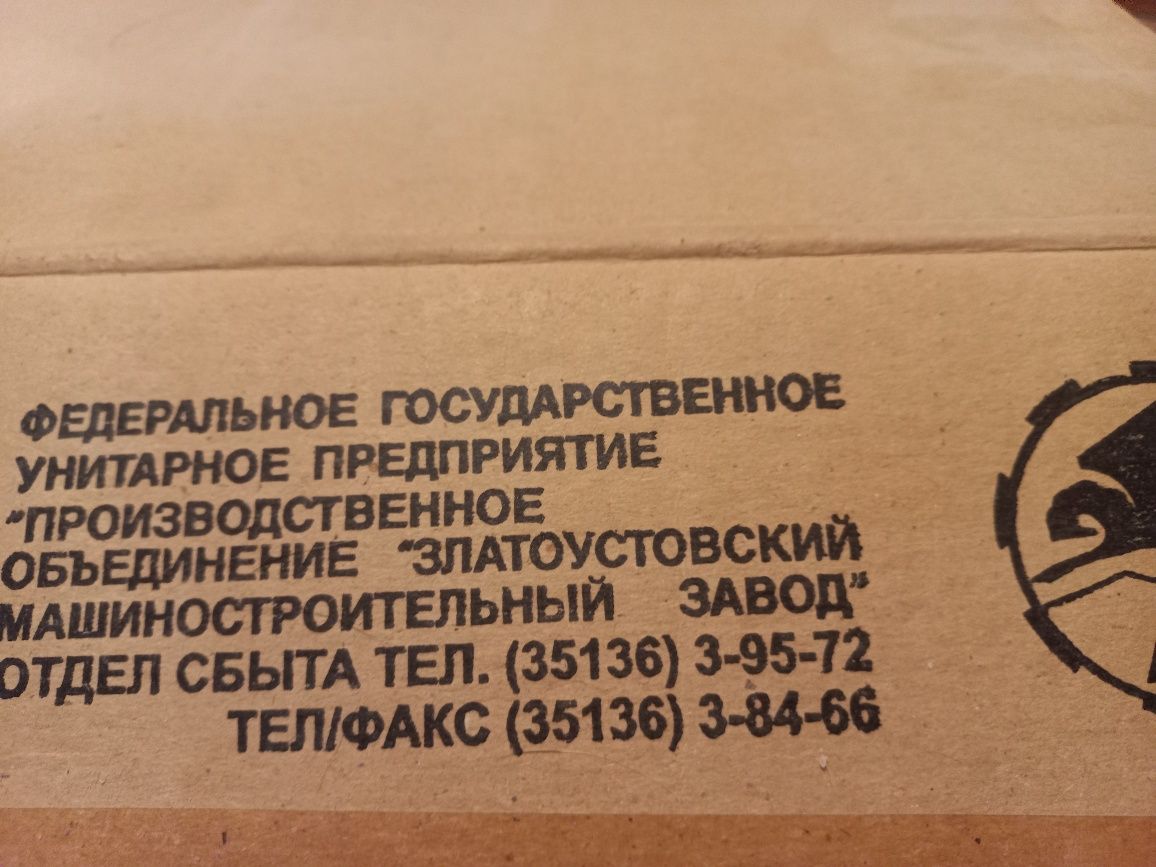 ФЕДЕРАЛЬНОЕ ГОСУДАРСТВЕННОЕ
УНИТАРНОЕ ПРЕДПРИЯТИЕ
"ПРОИЗВОДСТВЕННОЕ
ОБЪЕДИНЕНИЕ "ЗЛАТОУСТОВСКИЙ
МАШИНОСТРОИТЕЛЬНЫЙ ЗАВОД"
ОТДЕЛ СБЫТА ТЕЛ. (35136) 3-95-72
ТЕЛ/ФАКС (35136) 3-84-66